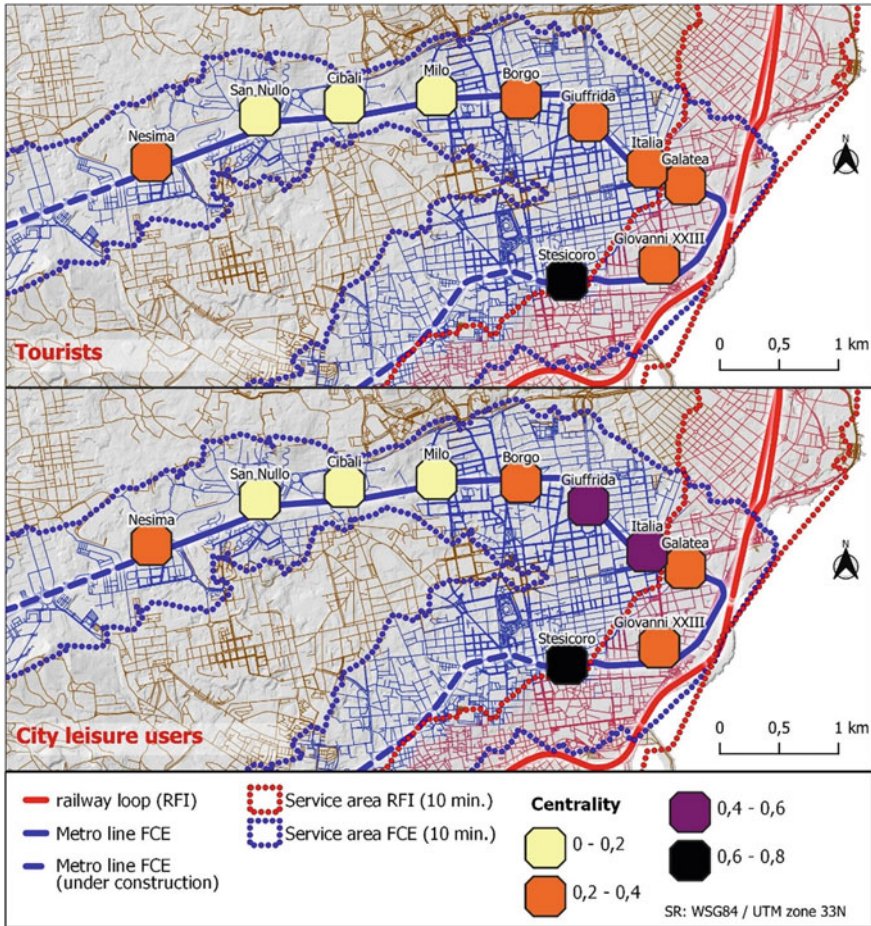 Nesima
San Nullo
Cibali
Milo
Borgo
Giuffrida
Italia
Galatea
Giovanni XXIII
Stesicoro
N
Tourists
0 0,5 1 km
Nesima
San Nullo
Cibali
Milo
Borgo
Giuffrida
Italia
Galatea
Giovanni XXIII
Stesicoro
N
City leisure users
0 0,5 1 km
railway loop (RFI)
Metro line FCE
Metro line FCE
(under construction)
Service area RFI (10 min.)
Service area FCE (10 min.)
Centrality
0 - 0,2
0,2 - 0,4
0,4 - 0,6
0,6 - 0,8
SR: WSG84 / UTM zone 33N